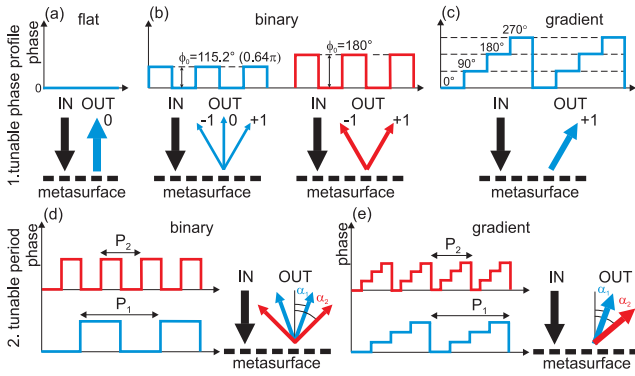 1.tunable phase profile
(a)
flat
phase
0
IN
OUT
0
metasurface
(b)
binary
ϕ₀=115.2° (0.64π)
ϕ₀=180°
IN
OUT
-1
0
+1
metasurface
IN
OUT
-1
+1
metasurface
(c)
gradient
0°
90°
180°
270°
IN
OUT
+1
metasurface
2. tunable period
(d)
binary
phase
P₂
P₁
IN
OUT
α₁
α₂
metasurface
(e)
gradient
phase
P₂
P₁
IN
OUT
α₁
α₂
metasurface